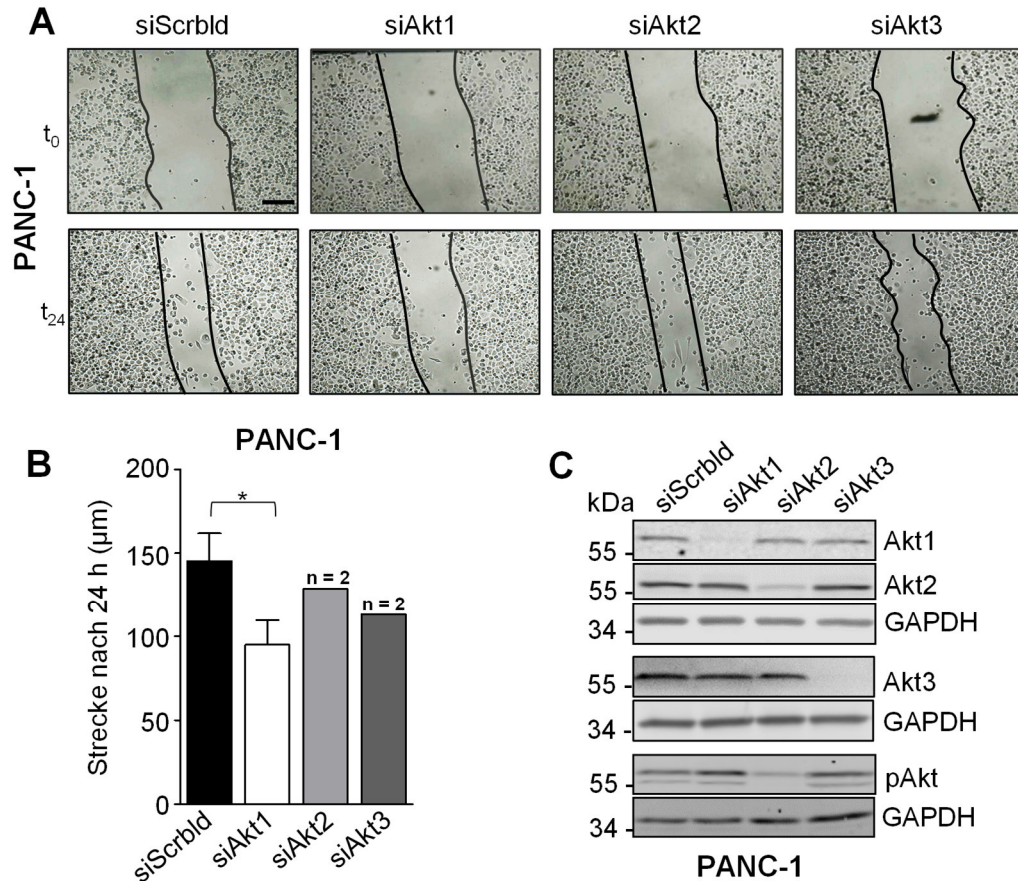 A
siScrbld siAkt1 siAkt2 siAkt3
PANC-1
t0
t24
B
PANC-1
Strecke nach 24 h (µm)
200
150
100
50
0
*
n = 2
n = 2
siScrbld siAkt1 siAkt2 siAkt3
C
kDa
siScrbld siAkt1 siAkt2 siAkt3
55 Akt1
55 Akt2
34 GAPDH
55 Akt3
34 GAPDH
55 pAkt
34 GAPDH
PANC-1